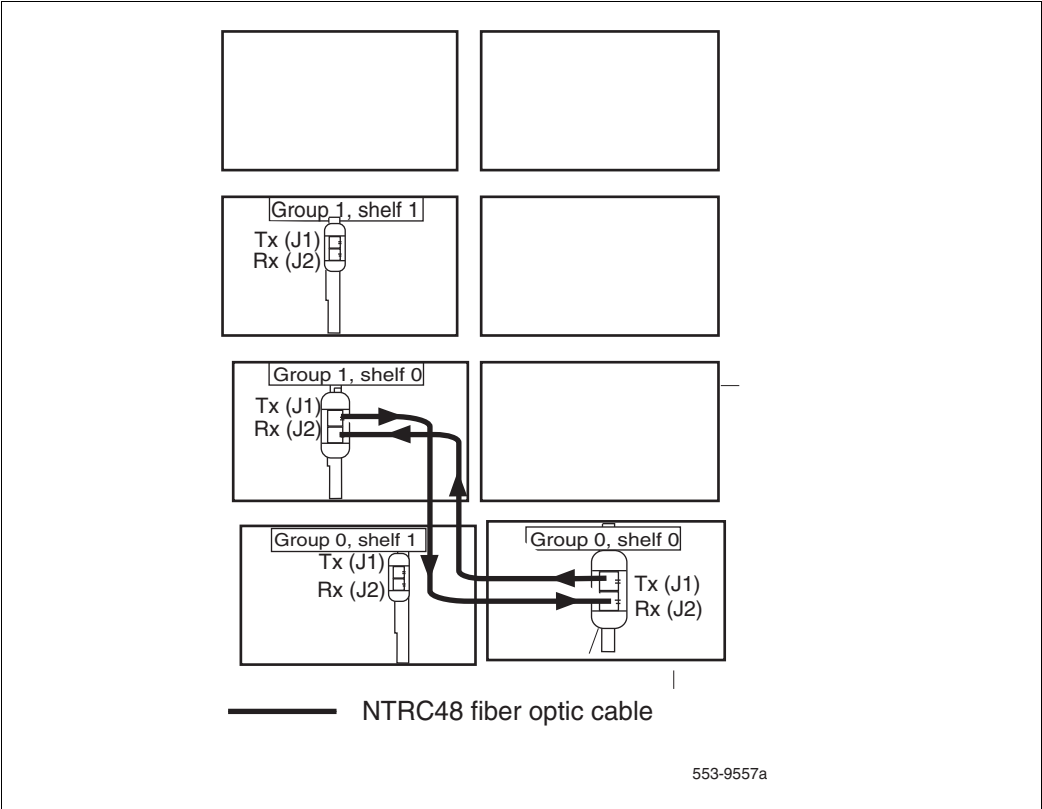 Group 1, shelf 1
Tx (J1)
Rx (J2)
Group 1, shelf 0
Tx (J1)
Rx (J2)
Group 0, shelf 1
Tx (J1)
Rx (J2)
Group 0, shelf 0
Tx (J1)
Rx (J2)
NTRC48 fiber optic cable
553-9557a